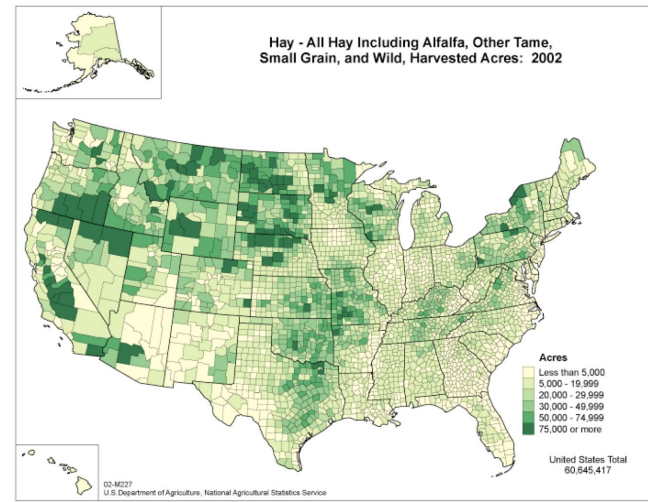 Hay - All Hay Including Alfalfa, Other Tame,
Small Grain, and Wild, Harvested Acres: 2002
Acres
Less than 5,000
5,000 - 19,999
20,000 - 29,999
30,000 - 49,999
50,000 - 74,999
75,000 or more
United States Total
60,645,417
02-M227
U.S.Department of Agriculture, National Agricultural Statistics Service